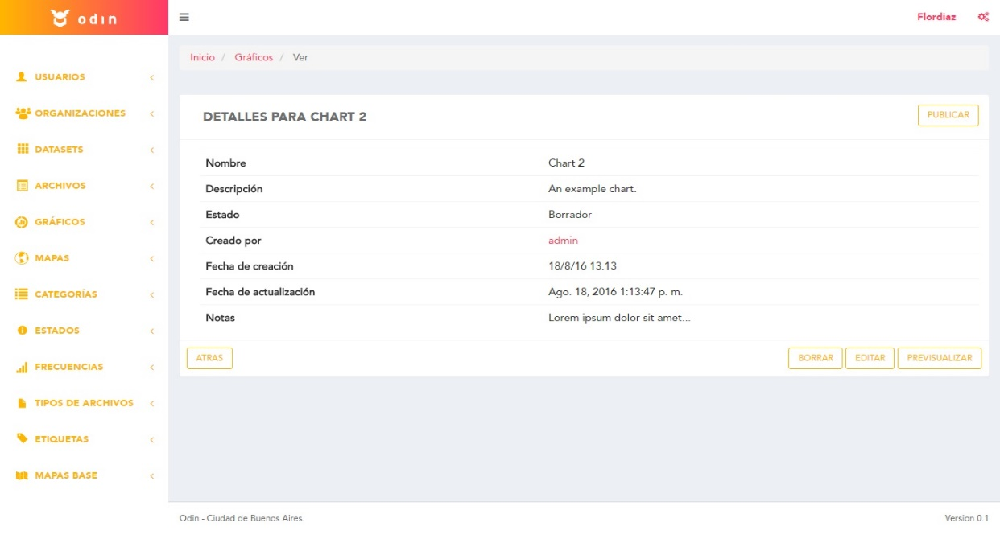 odin
Flordiaz
Inicio / Gráficos / Ver
USUARIOS
ORGANIZACIONES
DATASETS
ARCHIVOS
GRÁFICOS
MAPAS
CATEGORÍAS
ESTADOS
FRECUENCIAS
TIPOS DE ARCHIVOS
ETIQUETAS
MAPAS BASE
DETALLES PARA CHART 2
PUBLICAR
Nombre Chart 2
Descripción An example chart.
Estado Borrador
Creado por admin
Fecha de creación 18/8/16 13:13
Fecha de actualización Ago. 18, 2016 1:13:47 p. m.
Notas Lorem ipsum dolor sit amet...
ATRAS BORRAR EDITAR PREVISUALIZAR
Odin - Ciudad de Buenos Aires. Version 0.1